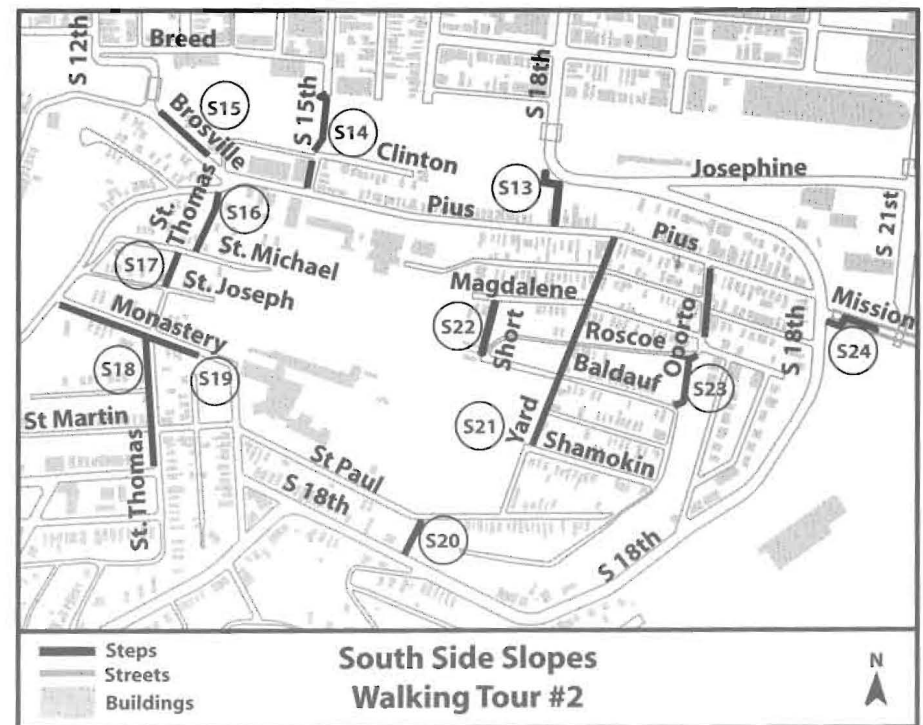 S 12th
Breed
S15
S 15th
S14
S 18th
Brosville
Clinton
S13
Josephine
St. Thomas
S16
Pius
Pius
S 21st
S17
St. Michael
St. Joseph
Magdalene
Mission
Monastery
S22
Short
Roscoe
Oporto
S 18th
S24
S18
S19
Baldauf
S23
St Martin
S21
Yard
Shamokin
St. Thomas
St Paul
S 18th
S20
S 18th
Steps
Streets
Buildings
South Side Slopes
Walking Tour #2
N